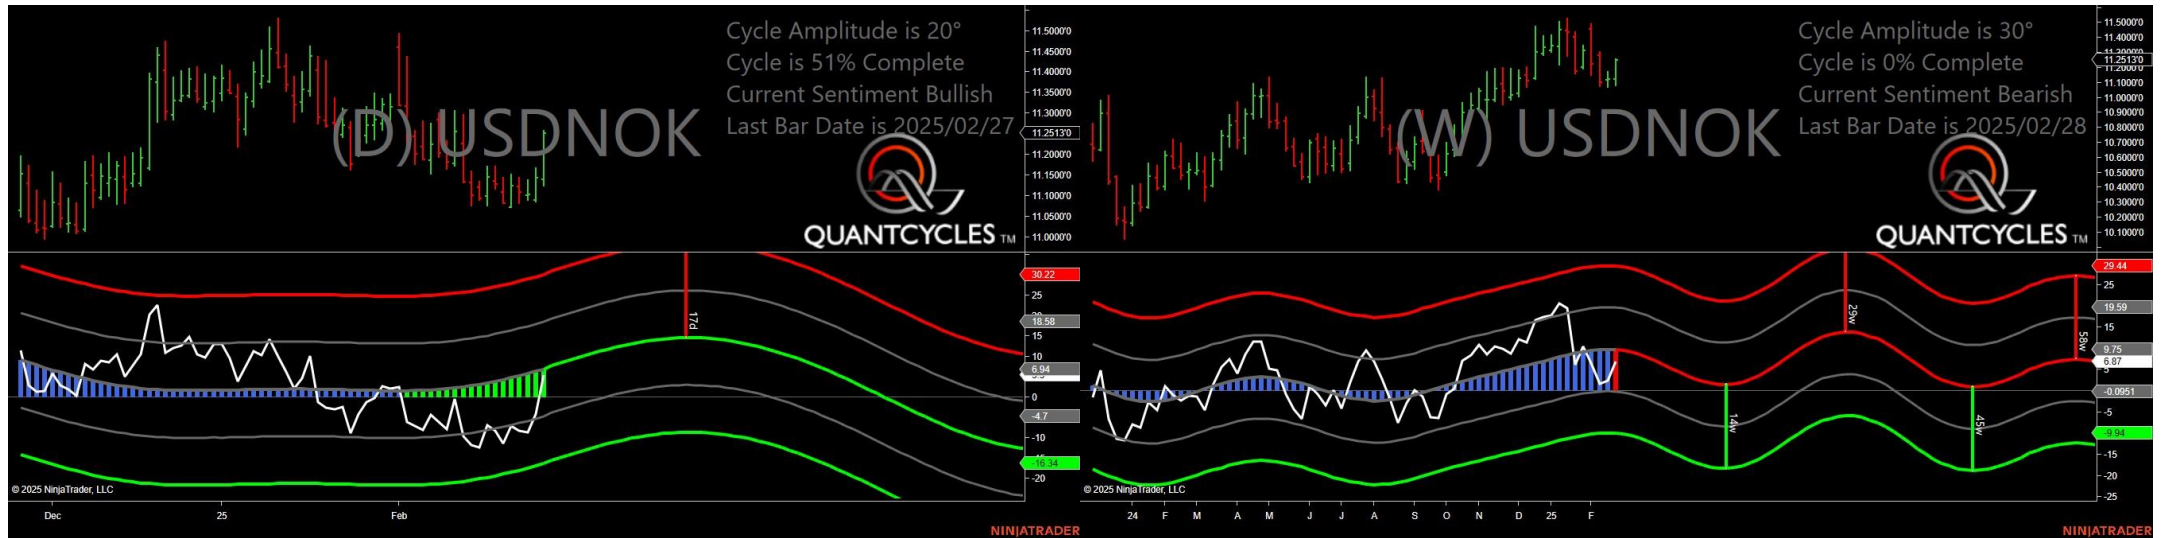 Cycle Amplitude is 20°
Cycle is 51% Complete
Current Sentiment Bullish
Last Bar Date is 2025/02/27
(D) USDNOK
QUANTCYCLES TM
11.5000'0
11.4500'0
11.4000'0
11.3500'0
11.3000'0
11.2513'0
11.2000'0
11.1500'0
11.1000'0
11.0500'0
11.0000'0
17d
30.22
25
18.58
15
10
6.94
0
-4.7
-10
-16.34
-20
© 2025 NinjaTrader, LLC
Dec
25
Feb
NINJATRADER
Cycle Amplitude is 30°
Cycle is 0% Complete
Current Sentiment Bearish
Last Bar Date is 2025/02/28
(W) USDNOK
QUANTCYCLES TM
11.5000'0
11.4000'0
11.2513'0
11.1000'0
11.0000'0
10.8000'0
10.7000'0
10.6000'0
10.5000'0
10.4000'0
10.3000'0
10.2000'0
10.1000'0
14w
29w
45w
58w
29.44
25
19.59
15
9.75
6.87
-0.0951
-5
-9.94
-15
-20
-25
© 2025 NinjaTrader, LLC
24
F
M
A
M
J
J
A
S
O
N
D
25
F
NINJATRADER